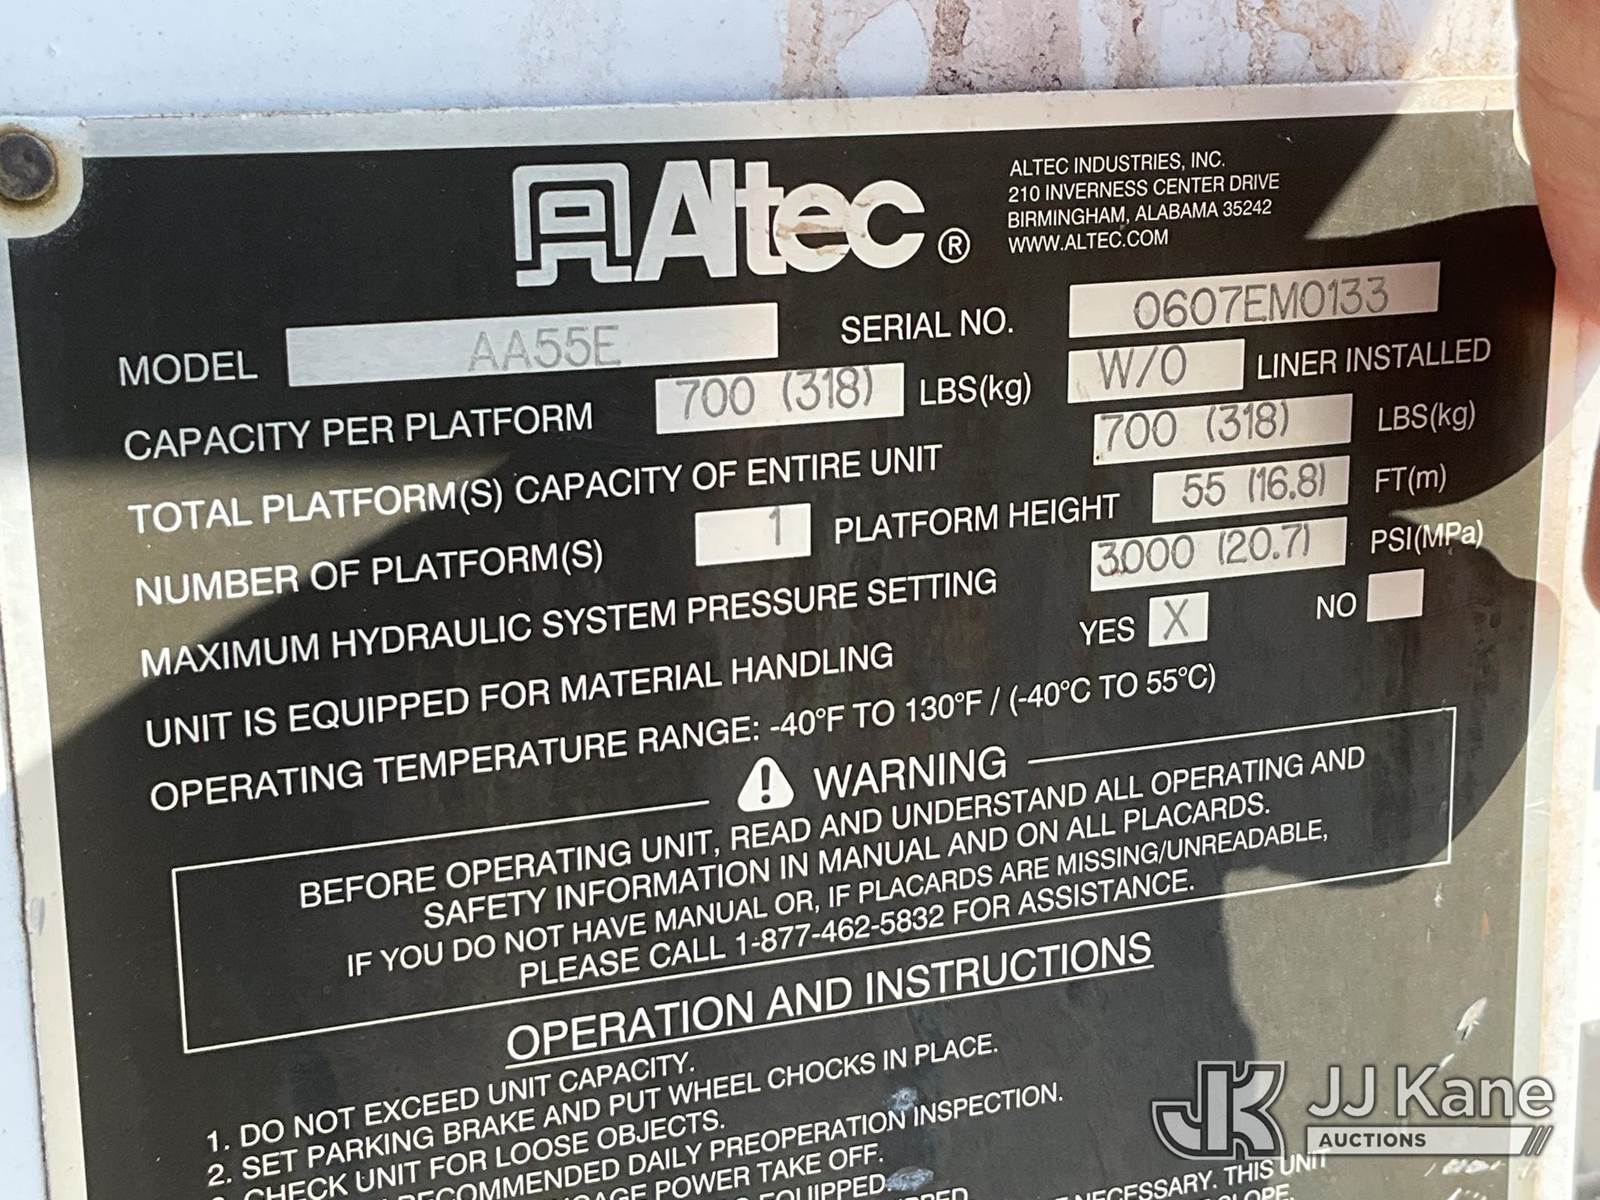 Altec®
ALTEC INDUSTRIES, INC.
210 INVERNESS CENTER DRIVE
BIRMINGHAM, ALABAMA 35242
WWW.ALTEC.COM
MODEL AA55E SERIAL NO. 0607EM0133
CAPACITY PER PLATFORM 700 (318) LBS(kg) W/O LINER INSTALLED
TOTAL PLATFORM(S) CAPACITY OF ENTIRE UNIT 700 (318) LBS(kg)
NUMBER OF PLATFORM(S) 1 PLATFORM HEIGHT 55 (16.8) FT(m)
MAXIMUM HYDRAULIC SYSTEM PRESSURE SETTING 3000 (20.7) PSI(MPa)
UNIT IS EQUIPPED FOR MATERIAL HANDLING YES X NO
OPERATING TEMPERATURE RANGE: -40°F TO 130°F / (-40°C TO 55°C)
WARNING
BEFORE OPERATING UNIT, READ AND UNDERSTAND ALL OPERATING AND
SAFETY INFORMATION IN MANUAL AND ON ALL PLACARDS.
IF YOU DO NOT HAVE MANUAL OR, IF PLACARDS ARE MISSING/UNREADABLE,
PLEASE CALL 1-877-462-5832 FOR ASSISTANCE.
OPERATION AND INSTRUCTIONS
1. DO NOT EXCEED UNIT CAPACITY.
2. SET PARKING BRAKE AND PUT WHEEL CHOCKS IN PLACE.
CHECK UNIT FOR LOOSE OBJECTS.
RECOMMENDED DAILY PREOPERATION INSPECTION.
POWER TAKE OFF.
EQUIPPED. NECESSARY. THIS UNIT
SLOPE.
JK JJ Kane
AUCTIONS